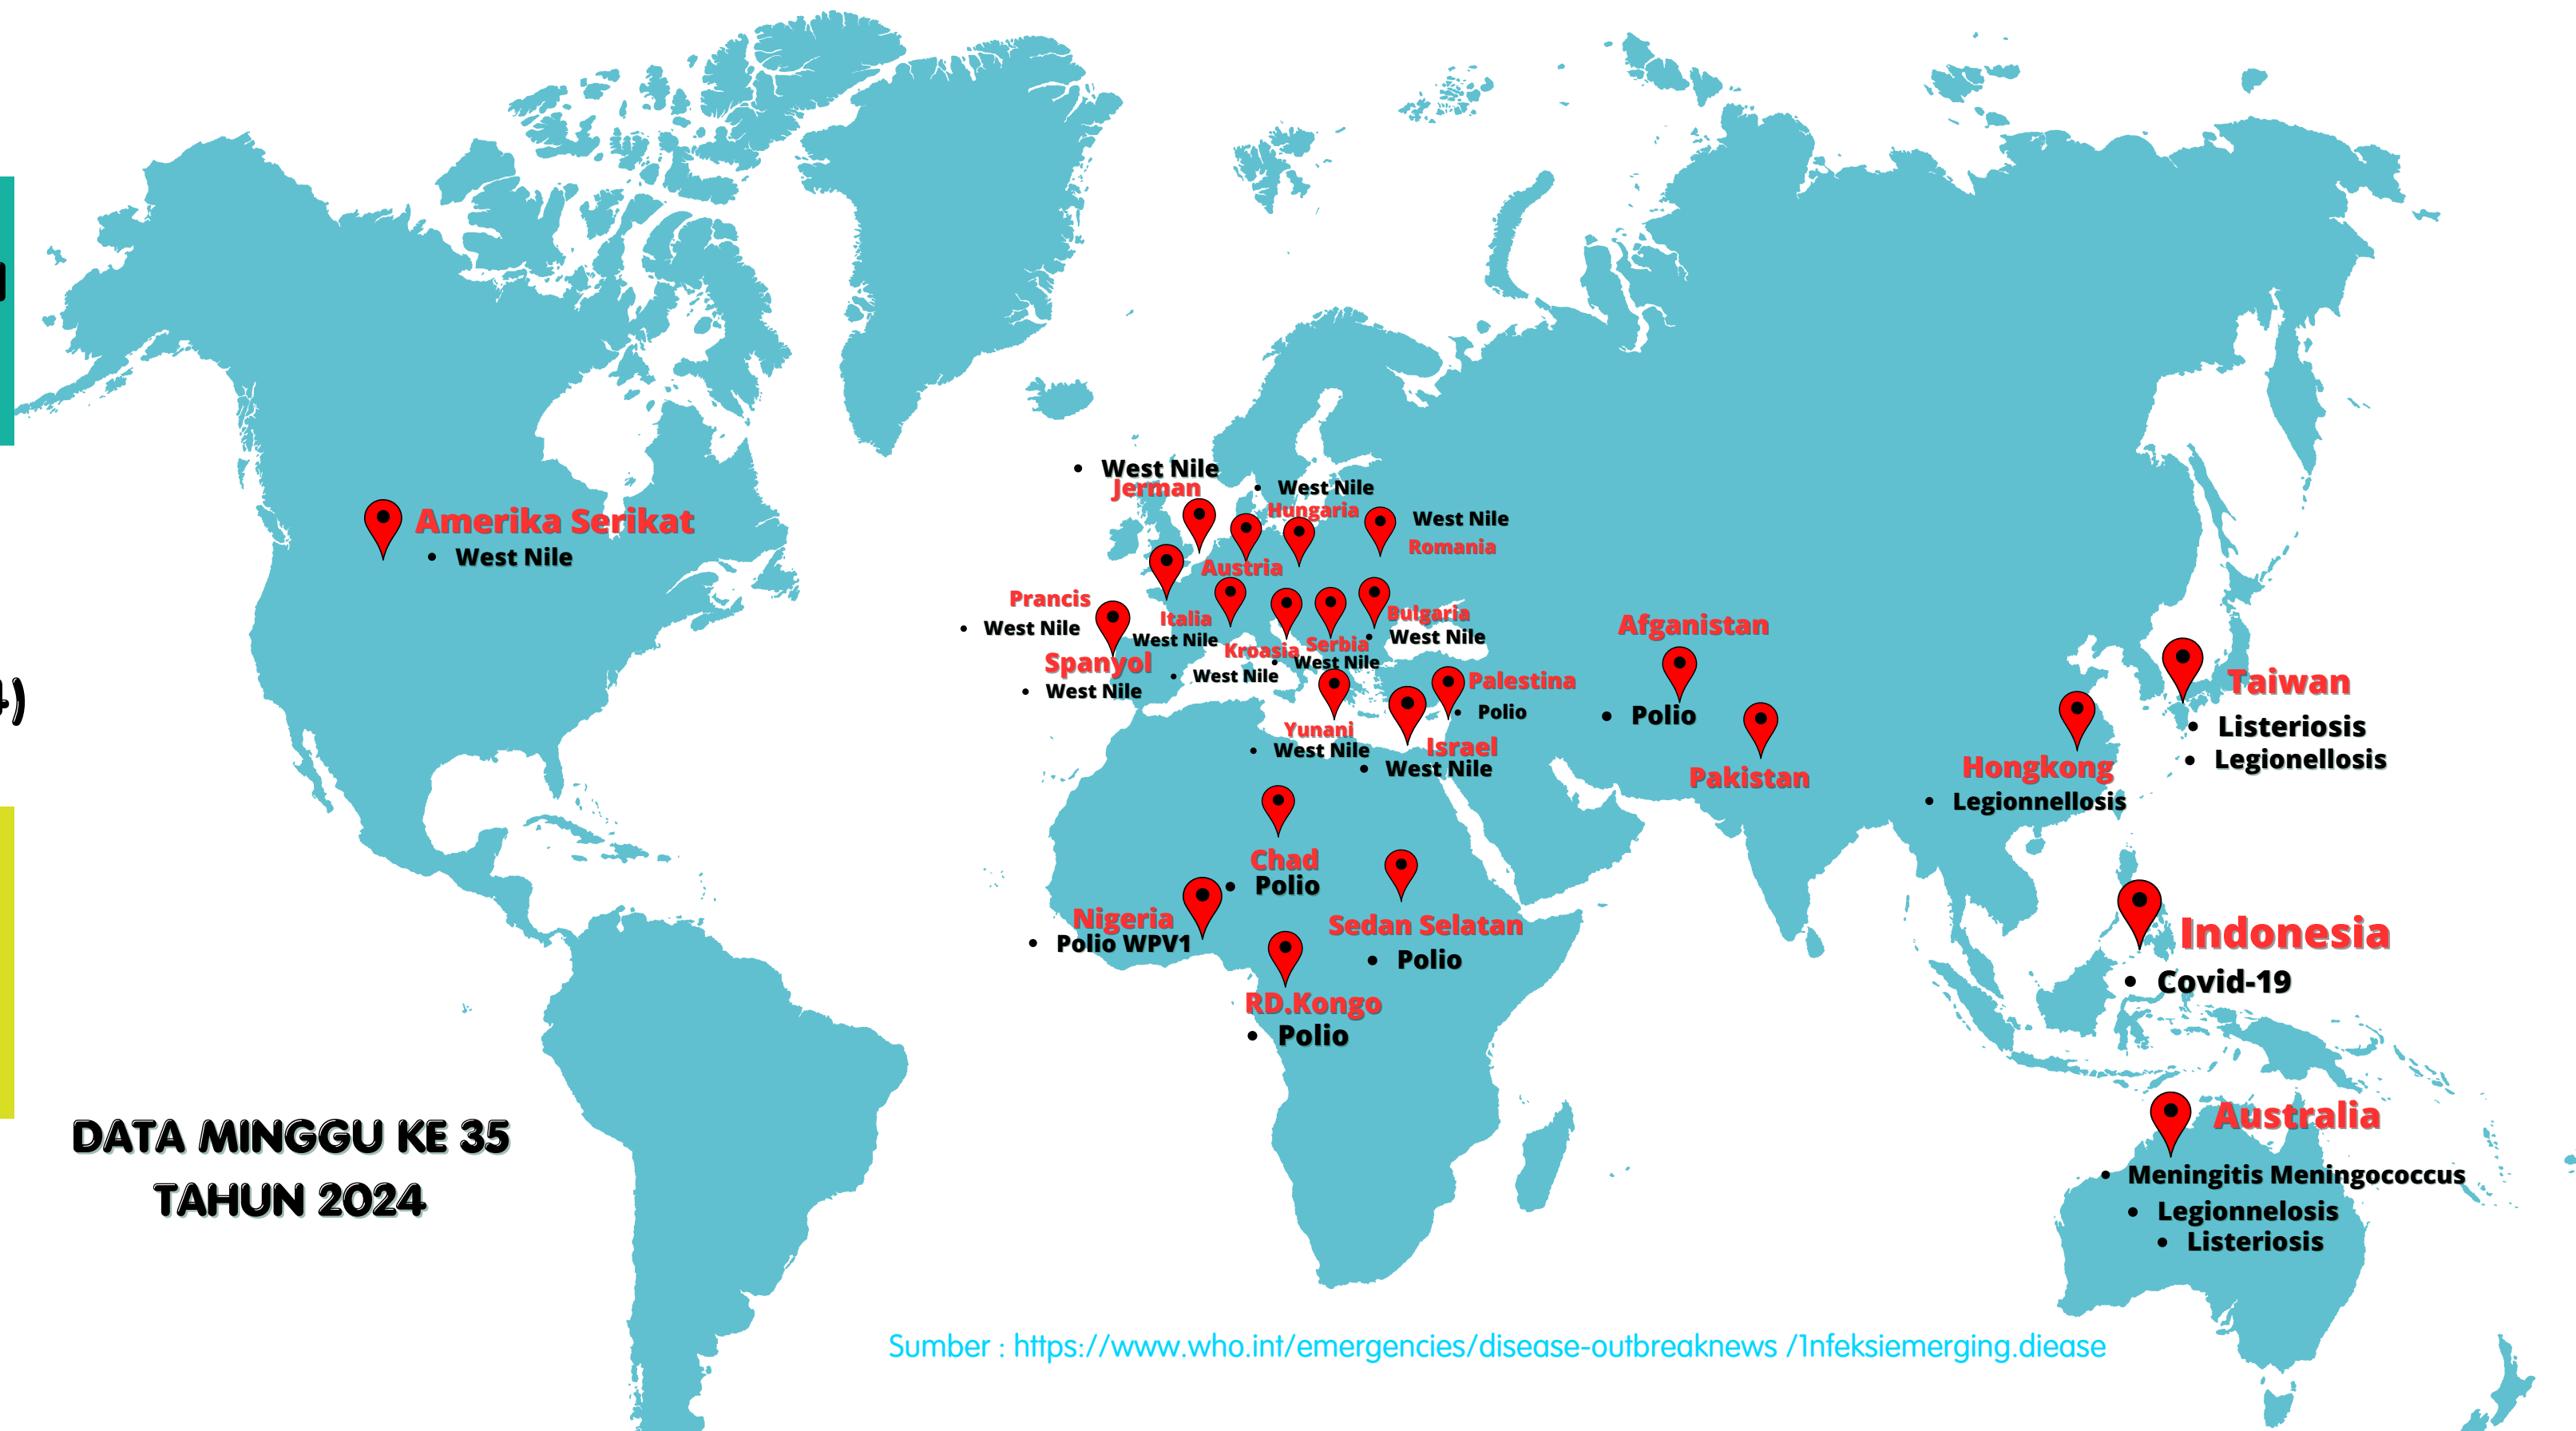 4)
DATA MINGGU KE 35
TAHUN 2024
Amerika Serikat
• West Nile
• West Nile
Jerman
• West Nile
Hungaria
West Nile
Romania
Austria
Prancis
• West Nile
Italia
West Nile
Spanyol
• West Nile
Kroasia
• West Nile
Serbia
• West Nile
Bulgaria
• West Nile
Yunani
• West Nile
Palestina
• Polio
Israel
• West Nile
Afganistan
• Polio
Pakistan
Hongkong
• Legionnellosis
Taiwan
• Listeriosis
• Legionellosis
Chad
• Polio
Nigeria
• Polio WPV1
Sedan Selatan
• Polio
RD.Kongo
• Polio
Indonesia
• Covid-19
Australia
• Meningitis Meningococcus
• Legionnelosis
• Listeriosis
Sumber : https://www.who.int/emergencies/disease-outbreaknews /1nfeksiemerging.diease